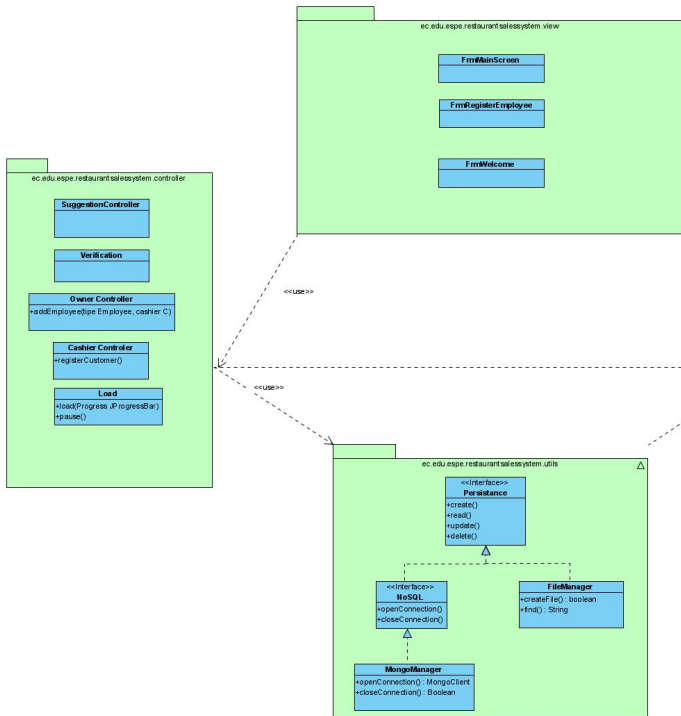 ec.edu.espe.restaurantsalessystem.view
FrmMainScreen
FrmRegisterEmployee
FrmWelcome
ec.edu.espe.restaurantsalessystem.controller
SuggestionController
Verification
Owner Controller
+addEmployee(tipe Employee, cashier C)
Cashier Controler
+registerCustomer()
Load
+load(Progress JProgressBar)
+pause()
<<use>>
<<use>>
ec.edu.espe.restaurantsalessystem.utils
<<Interface>>
Persistance
+create()
+read()
+update()
+delete()
<<Interface>>
NoSQL
+openConnection()
+closeConnection()
FileManager
+createFile() : boolean
+find() : String
MongoManager
+openConnection() : MongoClient
+closeConnection() : Boolean